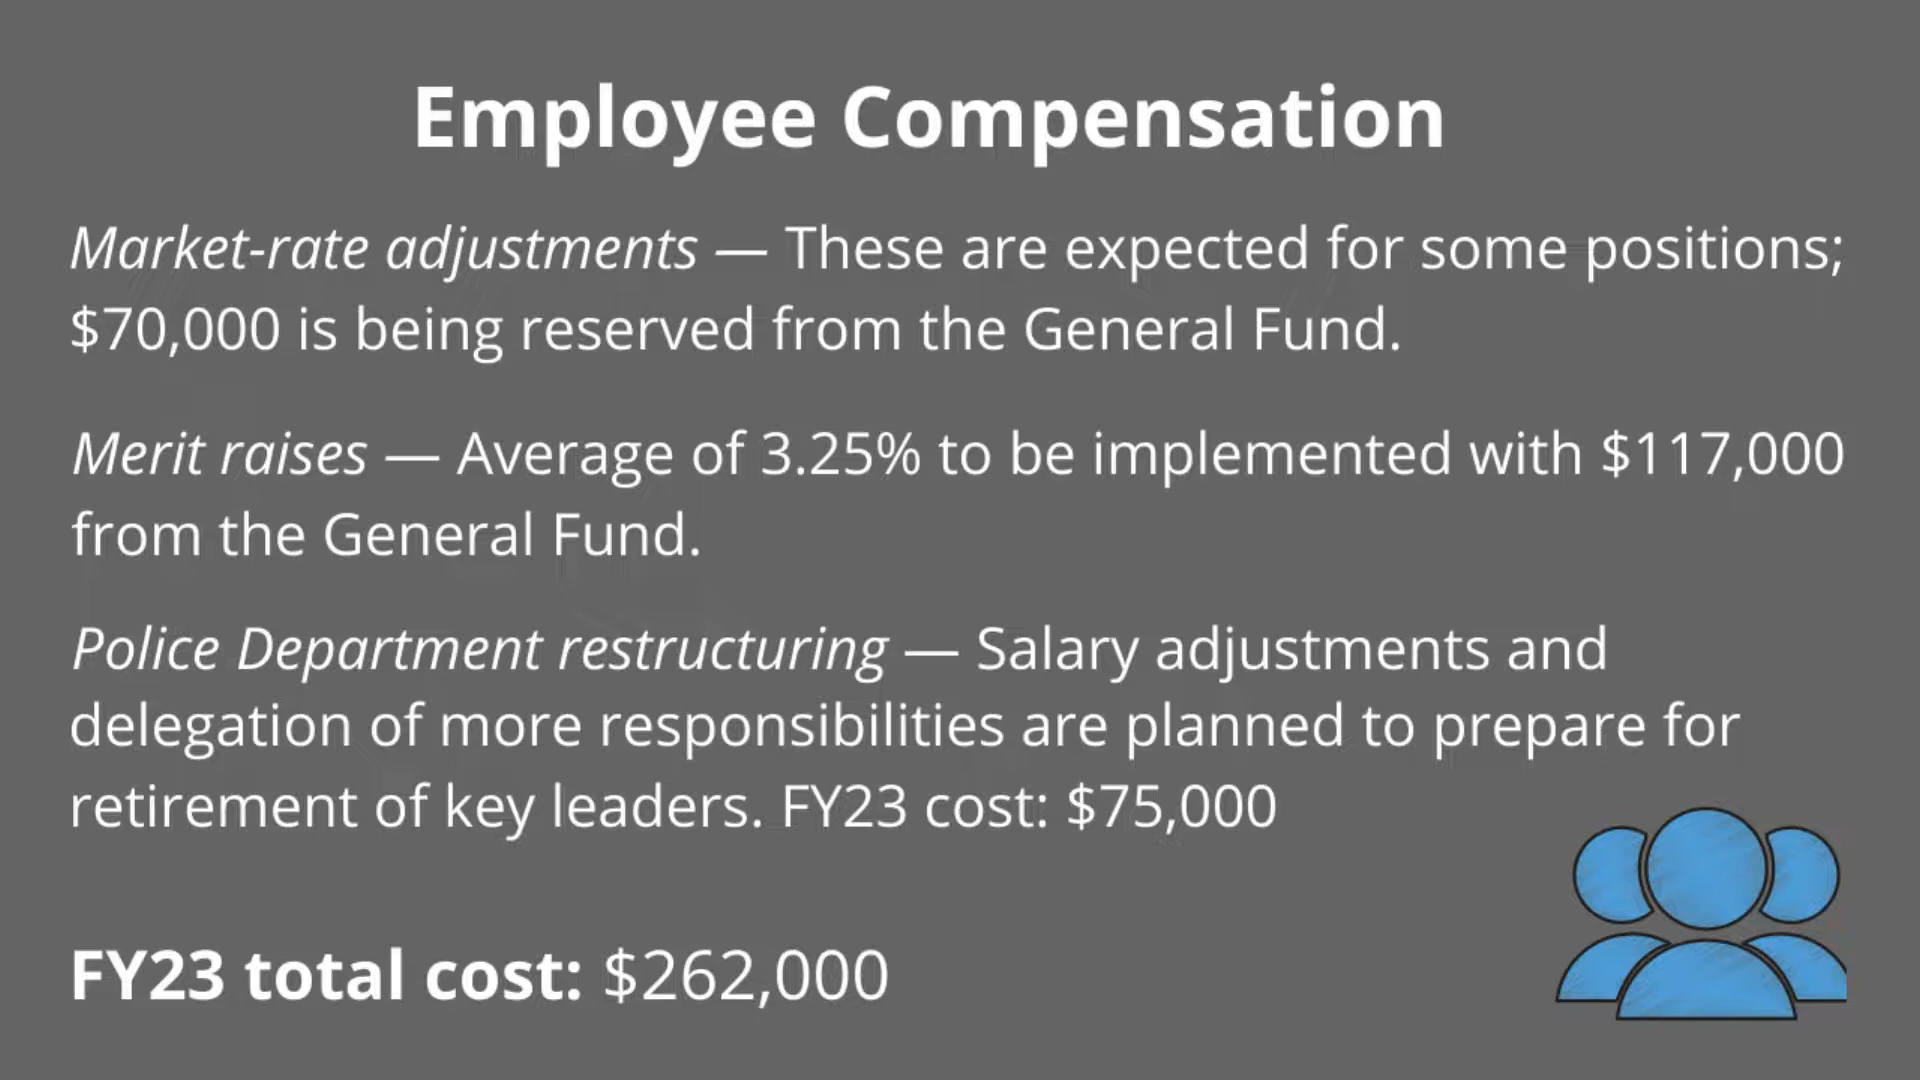 Employee Compensation
Market-rate adjustments — These are expected for some positions;
$70,000 is being reserved from the General Fund.
Merit raises — Average of 3.25% to be implemented with $117,000
from the General Fund.
Police Department restructuring — Salary adjustments and
delegation of more responsibilities are planned to prepare for
retirement of key leaders. FY23 cost: $75,000
FY23 total cost: $262,000